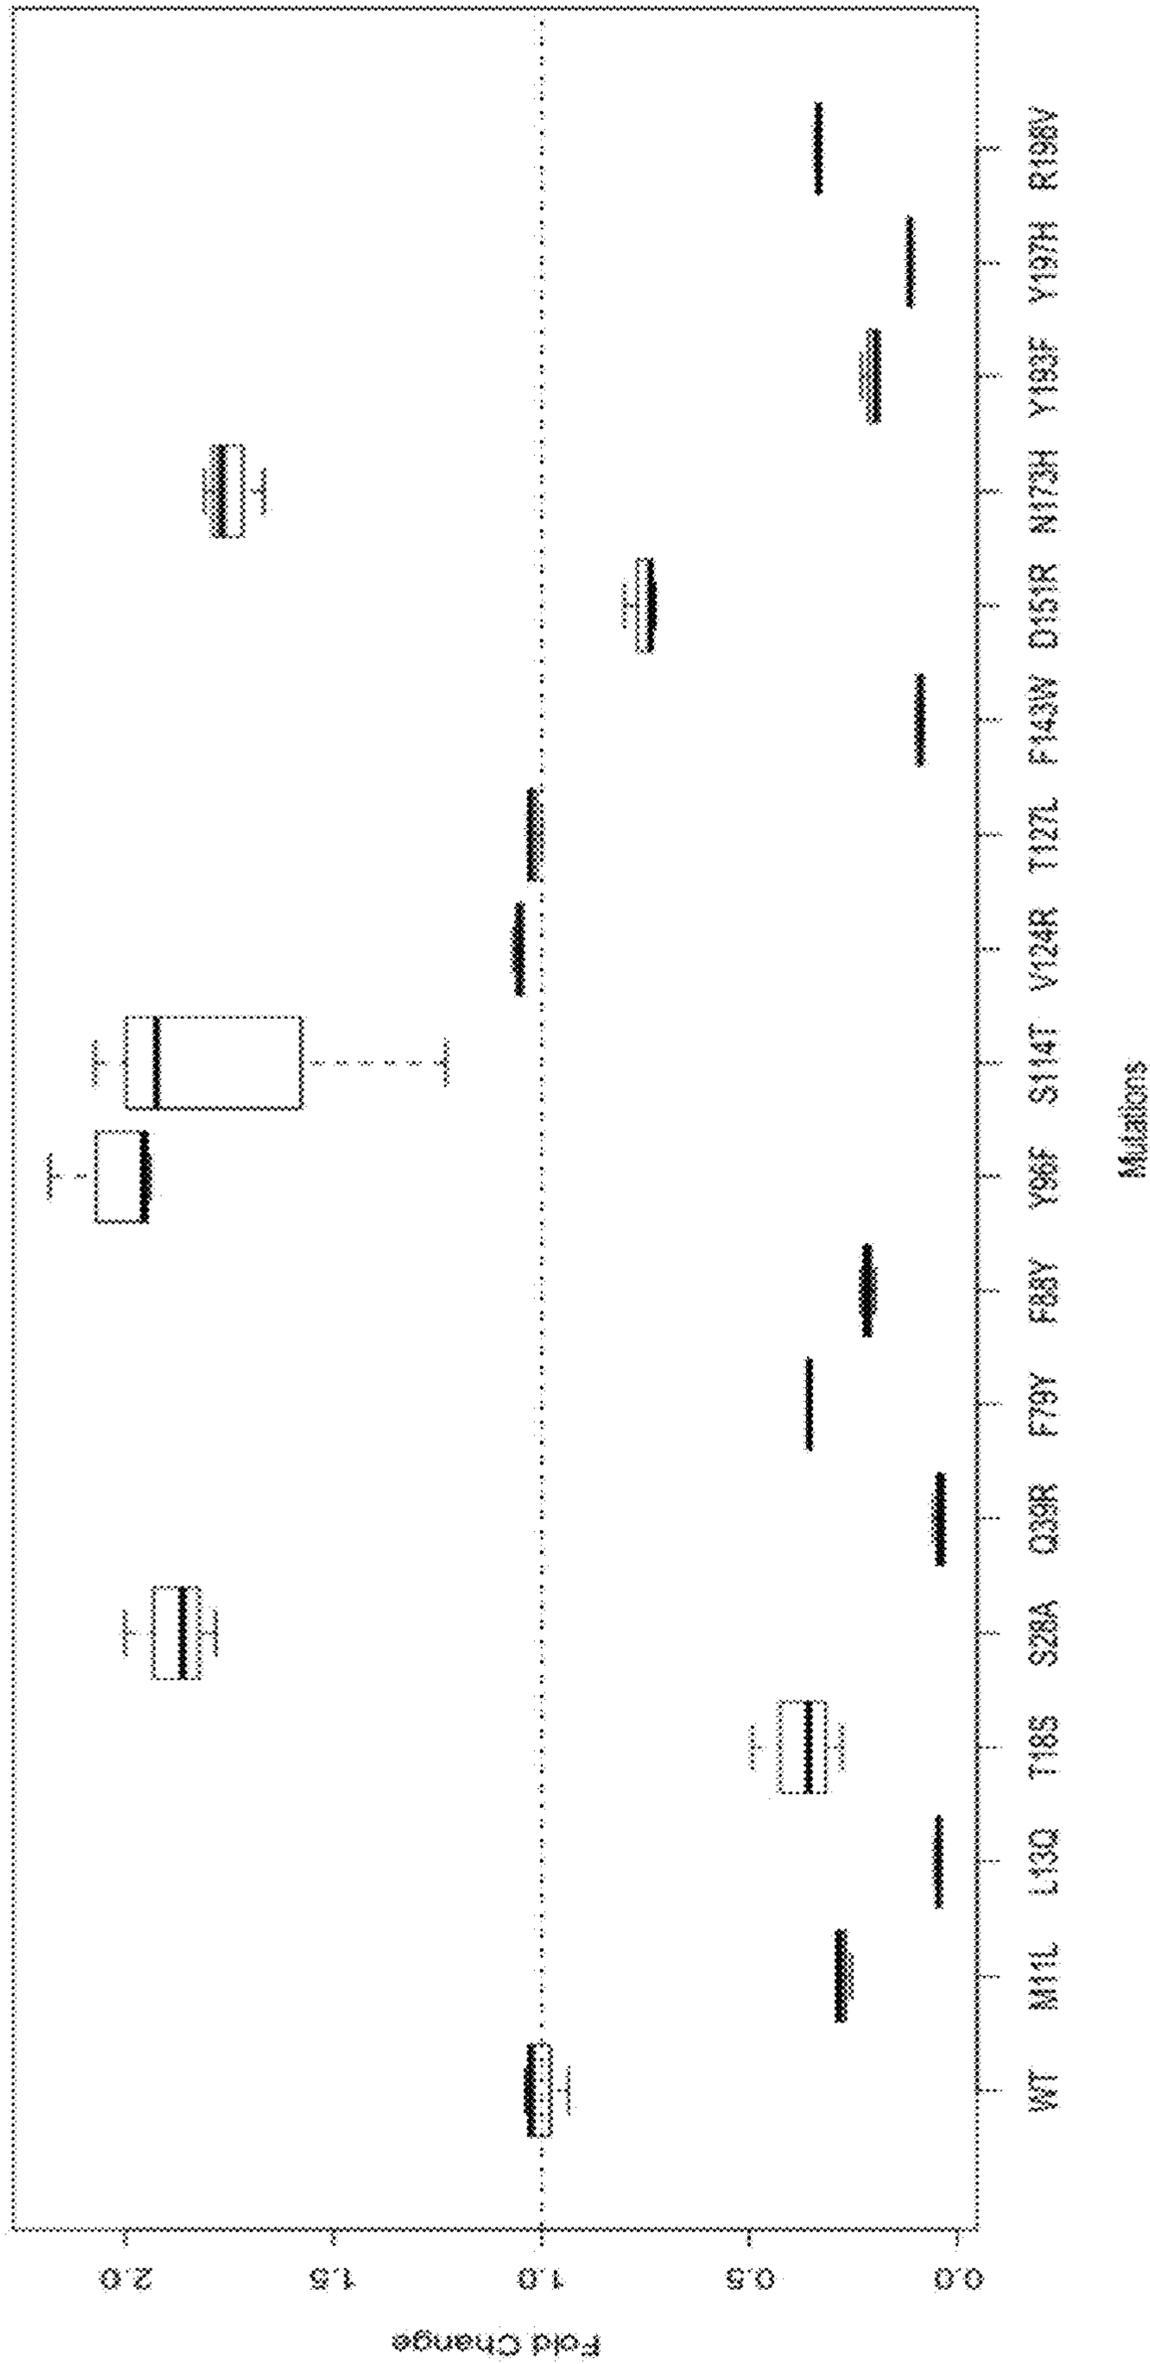 Fold Change
2.0
1.5
1.0
0.5
0.0
WT
M11L
L13Q
T18S
S28A
Q39R
F79Y
F88Y
Y96F
S114T
V124R
T127L
F143W
D151R
N173H
Y193F
Y197H
R198V
Mutations